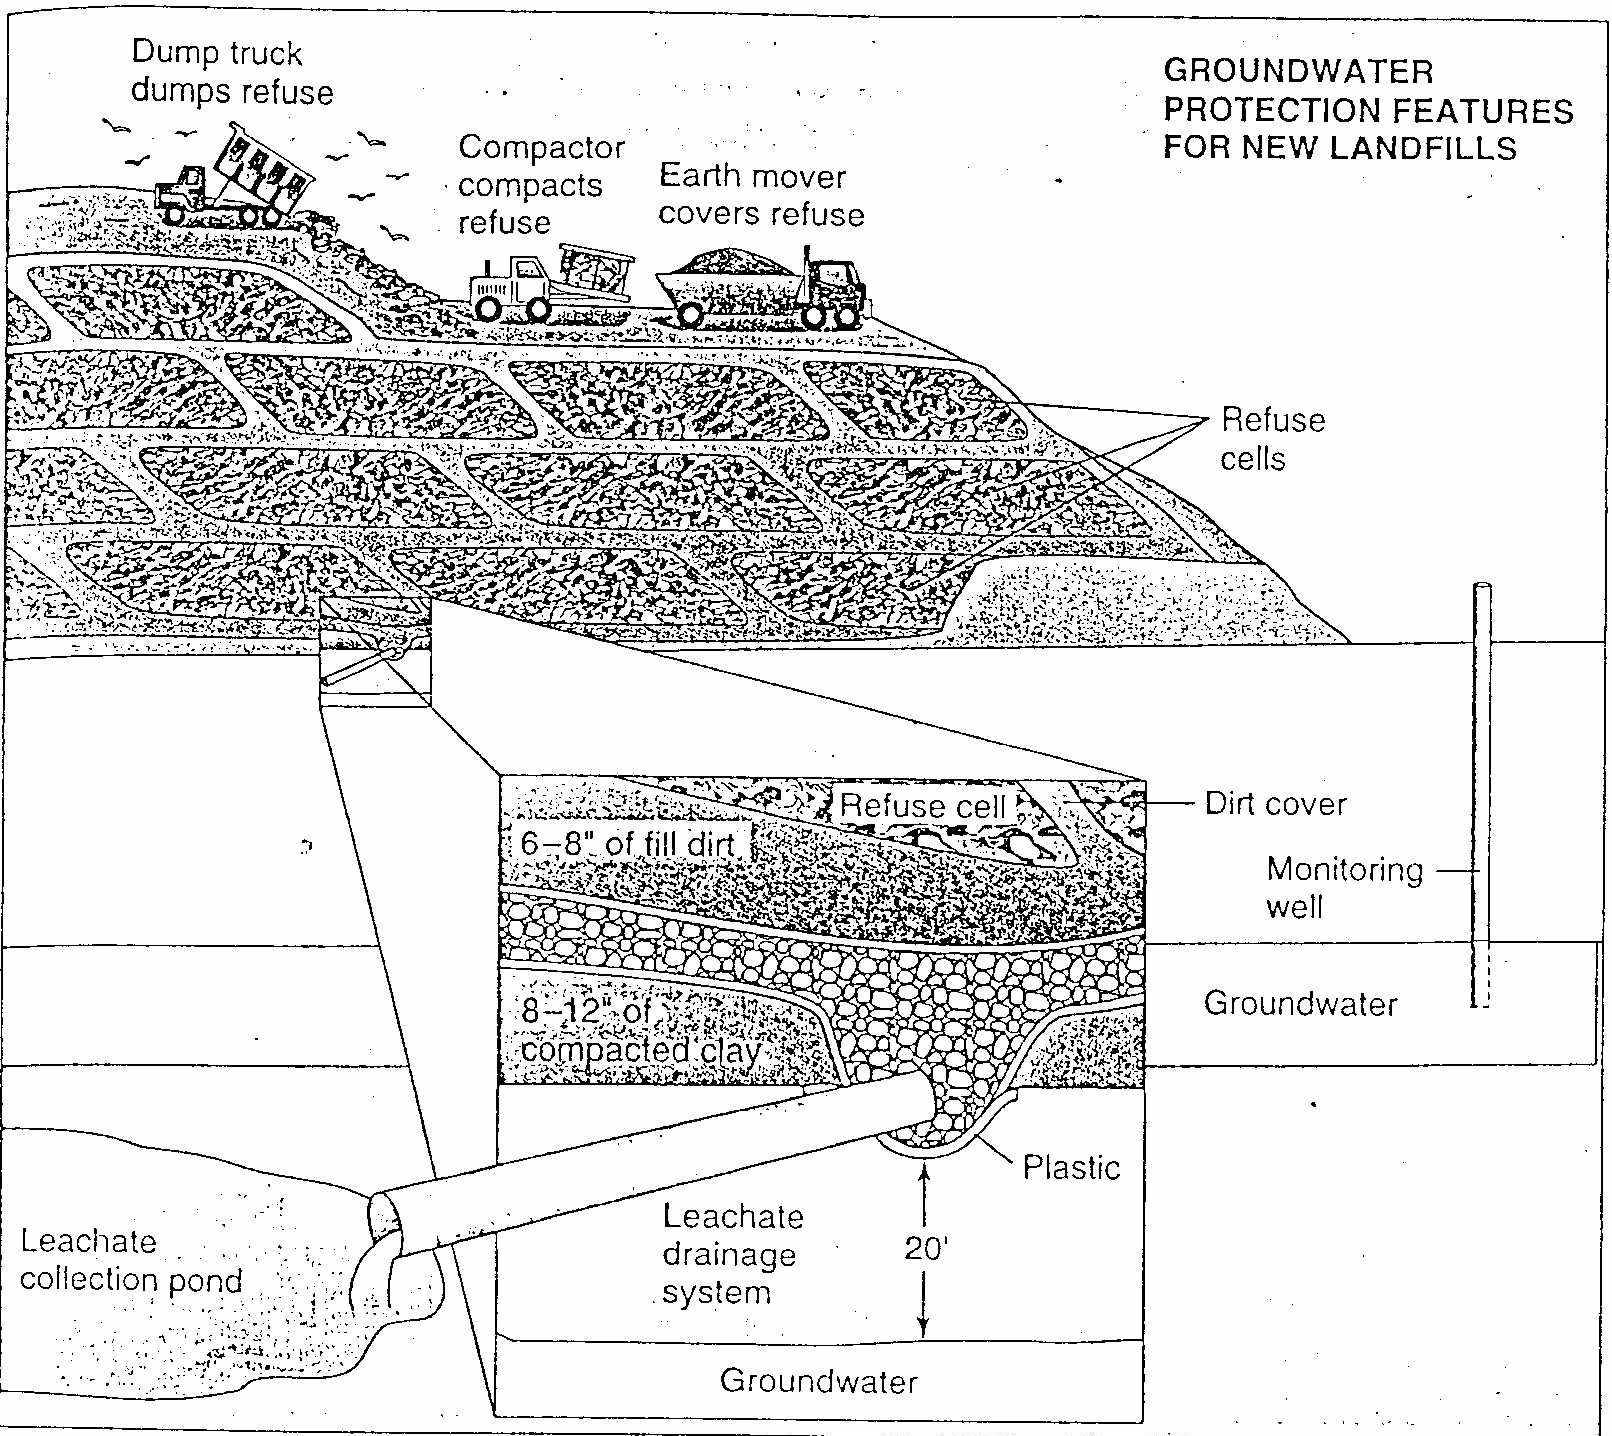 Dump truck
dumps refuse
GROUNDWATER
PROTECTION FEATURES
FOR NEW LANDFILLS
Compactor
compacts
refuse
Earth mover
covers refuse
Refuse
cells
Refuse cell
Dirt cover
6–8" of fill dirt
Monitoring
well
8–12" of
compacted clay
Groundwater
Plastic
Leachate
drainage
system
20'
Leachate
collection pond
Groundwater